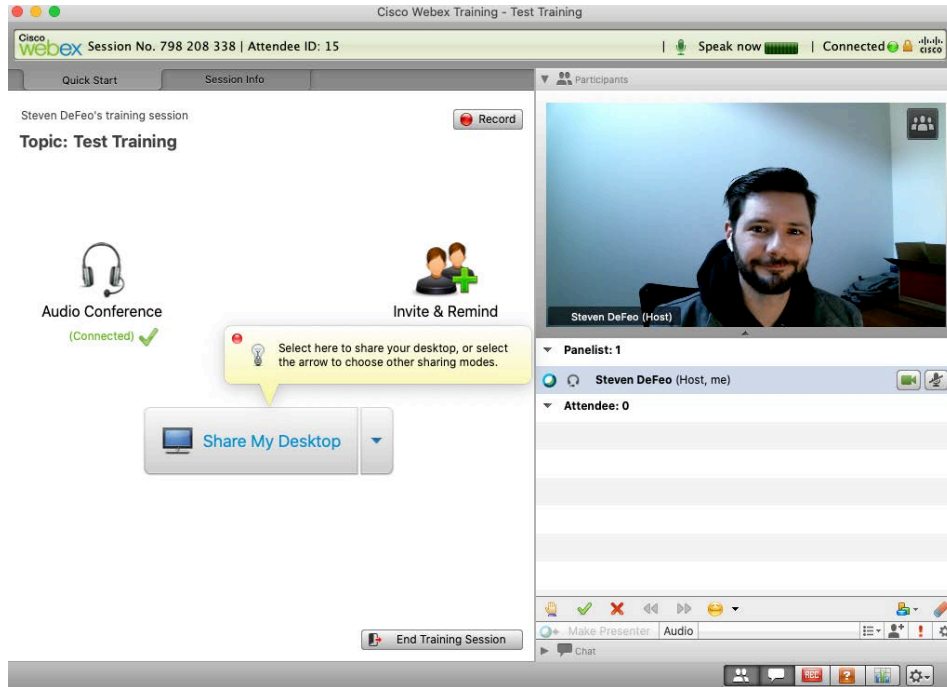 Cisco Webex Training - Test Training
Cisco
webex Session No. 798 208 338 | Attendee ID: 15
| Speak now | Connected
cisco
Quick Start
Session Info
Steven DeFeo's training session
Record
Topic: Test Training
Audio Conference
(Connected)
Invite & Remind
Select here to share your desktop, or select
the arrow to choose other sharing modes.
Share My Desktop
End Training Session
Participants
Steven DeFeo (Host)
Panelist: 1
Steven DeFeo (Host, me)
Attendee: 0
Make Presenter
Audio
Chat
REC